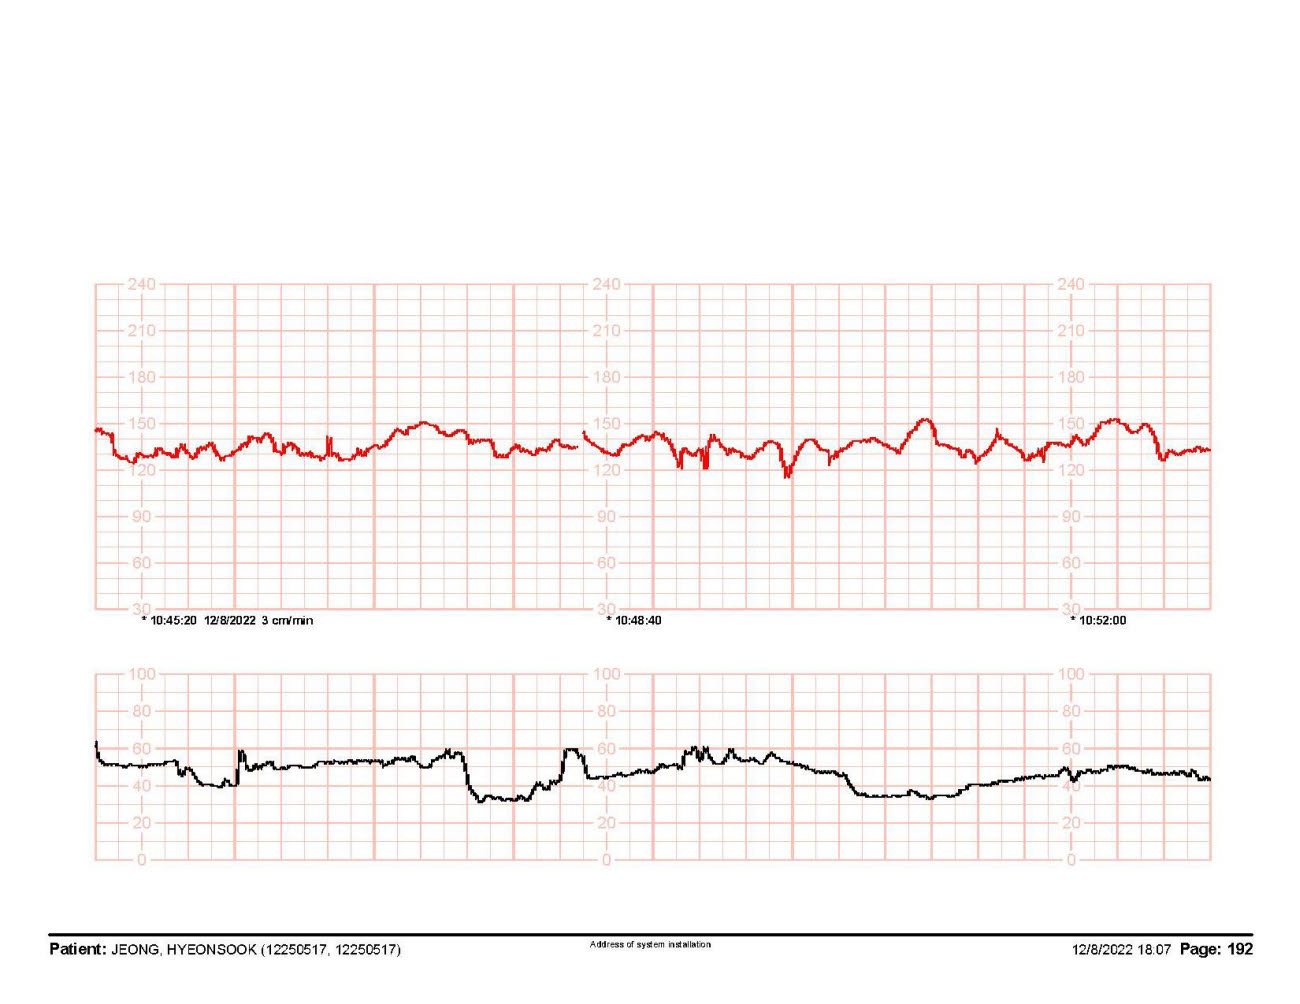 240 240 240
210 210 210
180 180 180
150 150 150
120 120 120
90 90 90
60 60 60
30 30 30
* 10:45:20 12/8/2022 3 cm/min * 10:48:40 * 10:52:00
100 100 100
80 80 80
60 60 60
40 40 40
20 20 20
0 0 0
Patient: JEONG, HYEONSOOK (12250517, 12250517) Address of system installation 12/8/2022 18:07 Page: 192